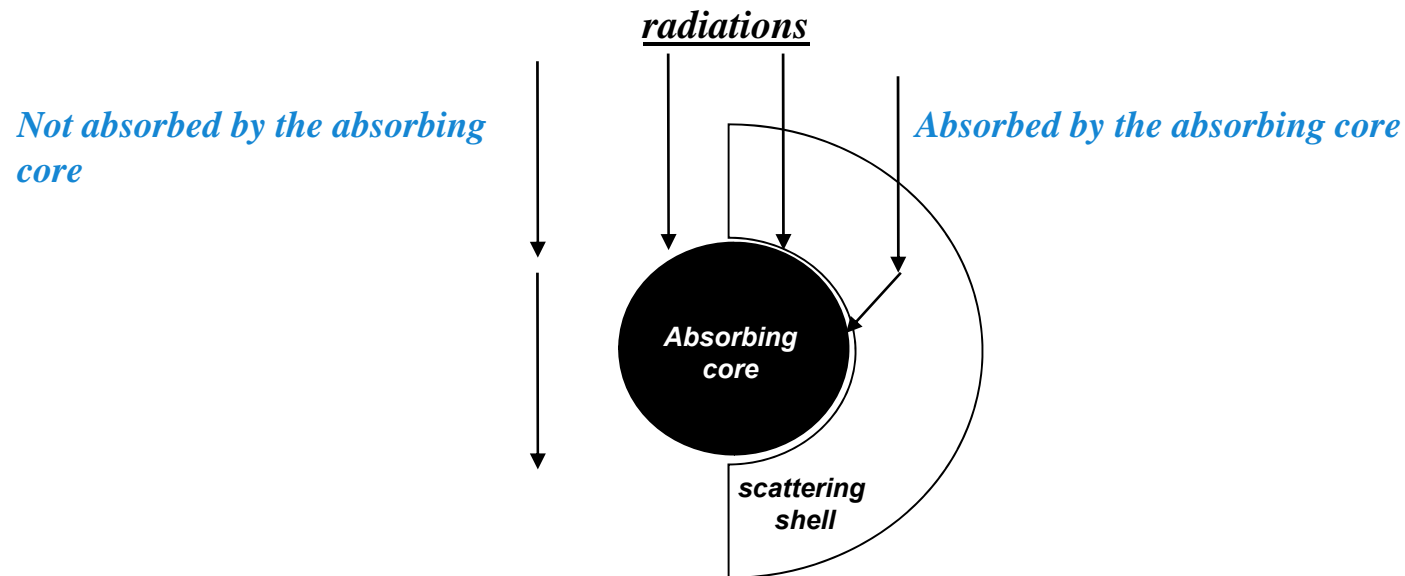 radiations
Not absorbed by the absorbing
core
Absorbed by the absorbing core
Absorbing
core
scattering
shell